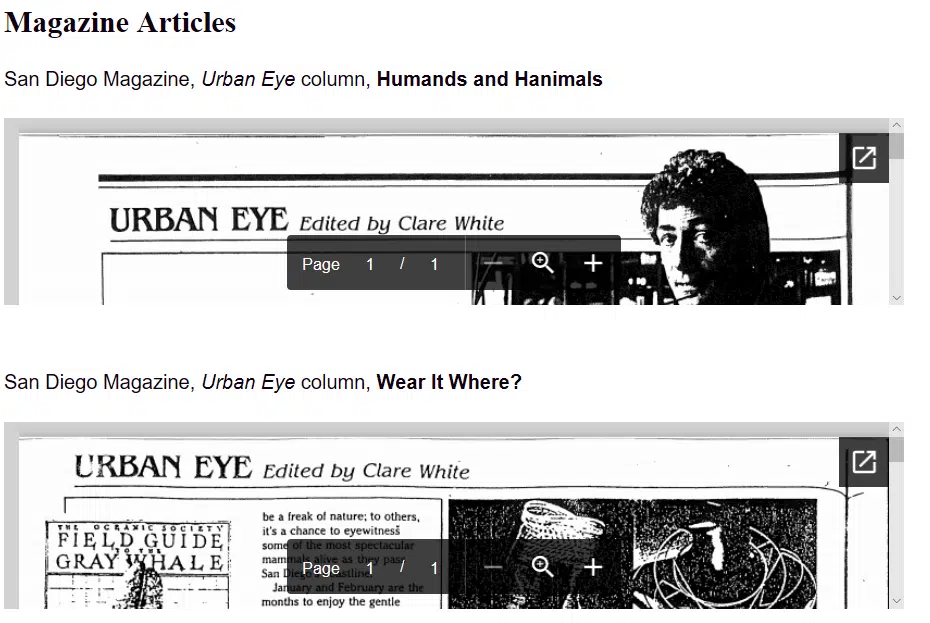 Magazine Articles
San Diego Magazine, Urban Eye column, Humands and Hanimals
URBAN EYE Edited by Clare White
Page 1 / 1
San Diego Magazine, Urban Eye column, Wear It Where?
URBAN EYE Edited by Clare White
THE OCEANIC SOCIETY
FIELD GUIDE
TO THE
GRAY WHALE
be a freak of nature; to others,
it's a chance to eyewitness
some of the most spectacular
mammals alive as they pass
San Diego's coastline.
January and February are the
months to enjoy the gentle
Page 1 / 1